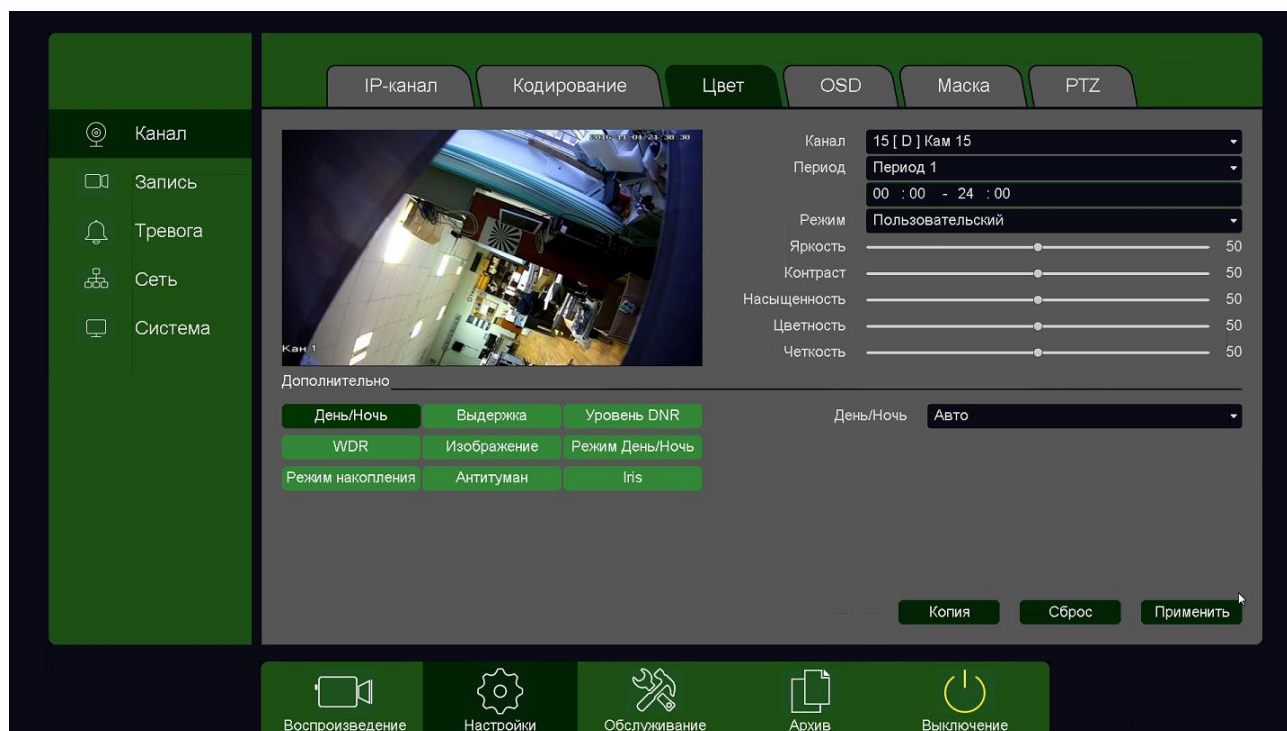 IP-канал Кодирование Цвет OSD Маска PTZ
Канал
Запись
Тревога
Сеть
Система
Кан 1
Канал 15 [ D ] Кам 15
Период Период 1
00 : 00 - 24 : 00
Режим Пользовательский
Яркость 50
Контраст 50
Насыщенность 50
Цветность 50
Четкость 50
Дополнительно
День/Ночь Выдержка Уровень DNR
WDR Изображение Режим День/Ночь
Режим накопления Антитуман Iris
День/Ночь Авто
Копия Сброс Применить
Воспроизведение Настройки Обслуживание Архив Выключение